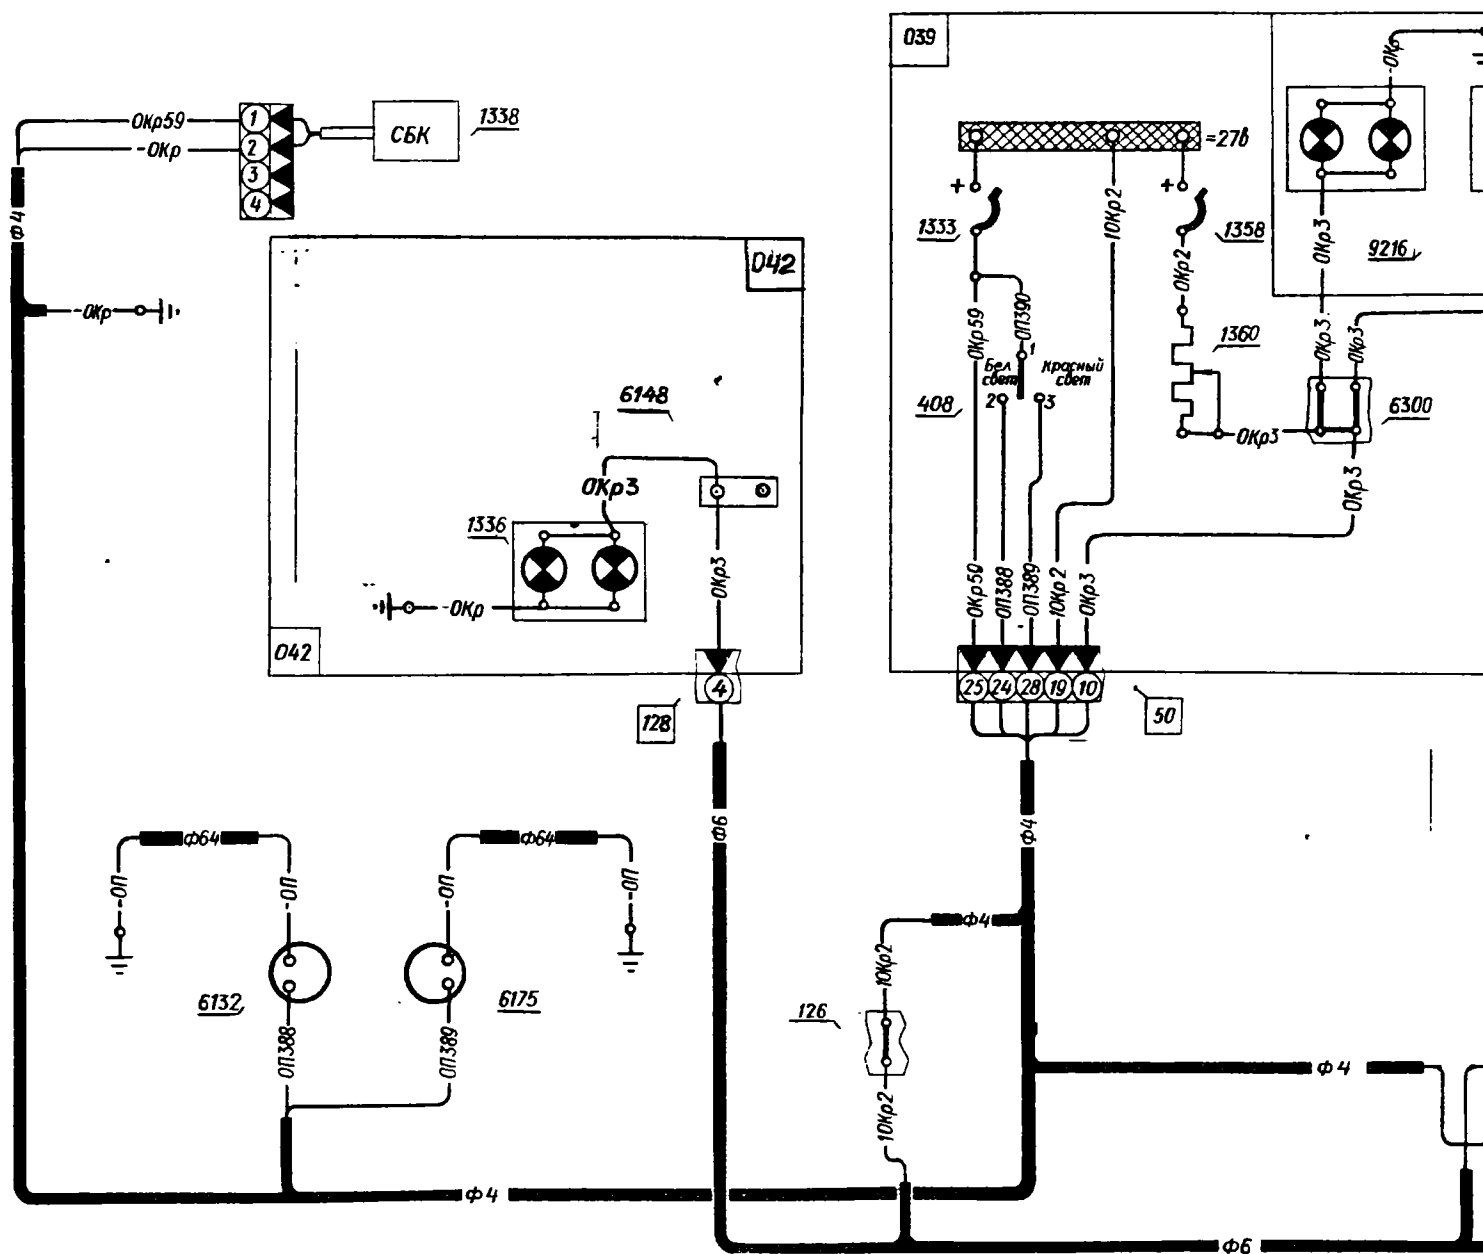 039
-0Кр
0Кр59
1
СБК
1338
-0Кр
2
3
4
=27в
+
+
10Кр2
1333
1358
Ф4
9216
0Кр3
0Кр2
042
-0Кр
0Кр59
0П390
1
1360
0Кр3
0Кр3
Бел
свет
Красный
свет
408
2
3
6300
6148
0Кр3
0Кр3
0Кр3
1336
-0Кр
0Кр3
0Кр59
0П388
0П389
10Кр2
0Кр3
042
4
25
24
28
19
10
128
50
Ф64
Ф64
Ф6
Ф4
-0П
-0П
-0П
-0П
Ф4
10Кр2
6132
6175
126
0П388
0П389
Ф4
10Кр2
Ф4
Ф6